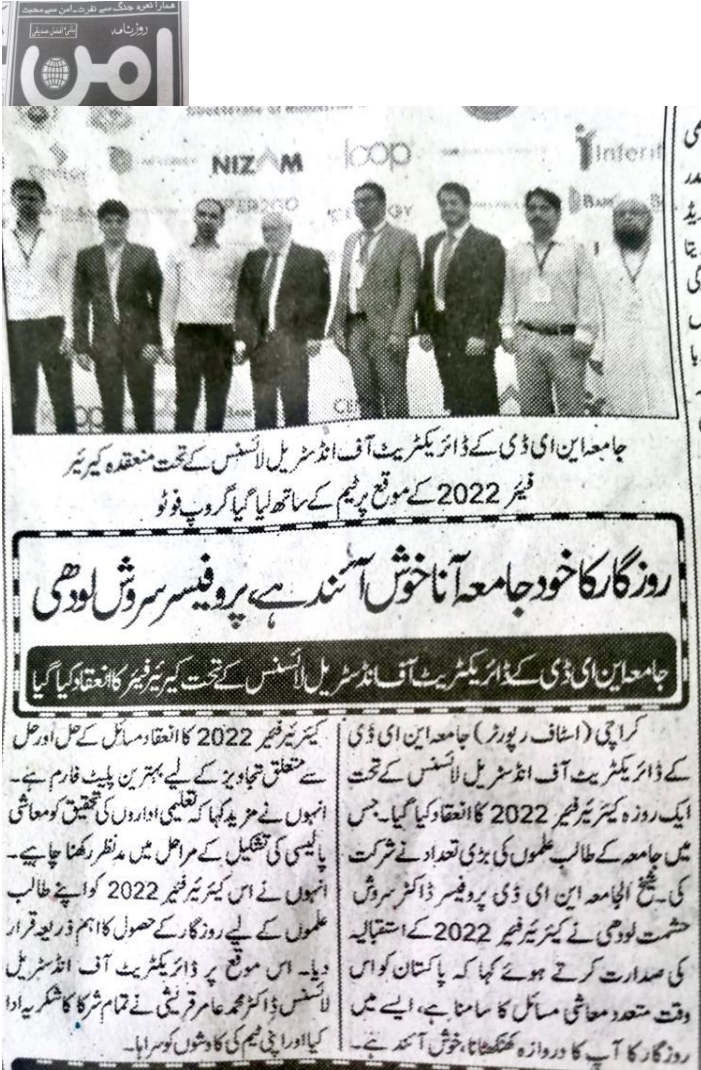 ہمارا نعرہ جنگ سے نفرت۔امن سے محبت
روزنامہ
بانی: افضل صدیقی
امن
NIZAM
loop
جامعہ این ای ڈی کے ڈائریکٹریٹ آف انڈسٹریل لائسنس کے تحت منعقدہ کیرئیر
فیئر 2022 کے موقع پر ٹیم کے ساتھ لیا گیا گروپ فوٹو
روزگار کا خود جامعہ آنا خوش آئند ہے، پروفیسر سروش لودھی
جامعہ این ای ڈی کے ڈائریکٹریٹ آف انڈسٹریل لائسنس کے تحت کیرئیر فیئر کا انعقاد کیا گیا
کراچی (اسٹاف رپورٹر) جامعہ این ای ڈی
کے ڈائریکٹریٹ آف انڈسٹریل لائسنس کے تحت
ایک روزہ کیرئیر فیئر 2022 کا انعقاد کیا گیا۔ جس
میں جامعہ کے طالب علموں کی بڑی تعداد نے شرکت
کی۔ شیخ الجامعہ این ای ڈی پروفیسر ڈاکٹر سروش
حشمت لودھی نے کیرئیر فیئر 2022 کے استقبالیہ
کی صدارت کرتے ہوئے کہا کہ پاکستان کو اس
وقت متعدد معاشی مسائل کا سامنا ہے، ایسے میں
روزگار کا آپ کا دروازہ کھٹکھٹانا، خوش آئند ہے۔
کیرئیر فیئر 2022 کا انعقاد مسائل کے حل اور حل
سے متعلق تجاویز کے لیے بہترین پلیٹ فارم ہے۔
انہوں نے مزید کہا کہ تعلیمی اداروں کی تحقیق کو معاشی
پالیسی کی تشکیل کے مراحل میں مدنظر رکھنا چاہیے۔
انہوں نے اس کیرئیر فیئر 2022 کو اپنے طالب
علموں کے لیے روزگار کے حصول کا اہم ذریعہ قرار
دیا۔ اس موقع پر ڈائریکٹریٹ آف انڈسٹریل
لائسنس ڈاکٹر محمد عامر قریشی نے تمام شرکا کا شکریہ ادا
کیا اور اپنی ٹیم کی کاوشوں کو سراہا۔